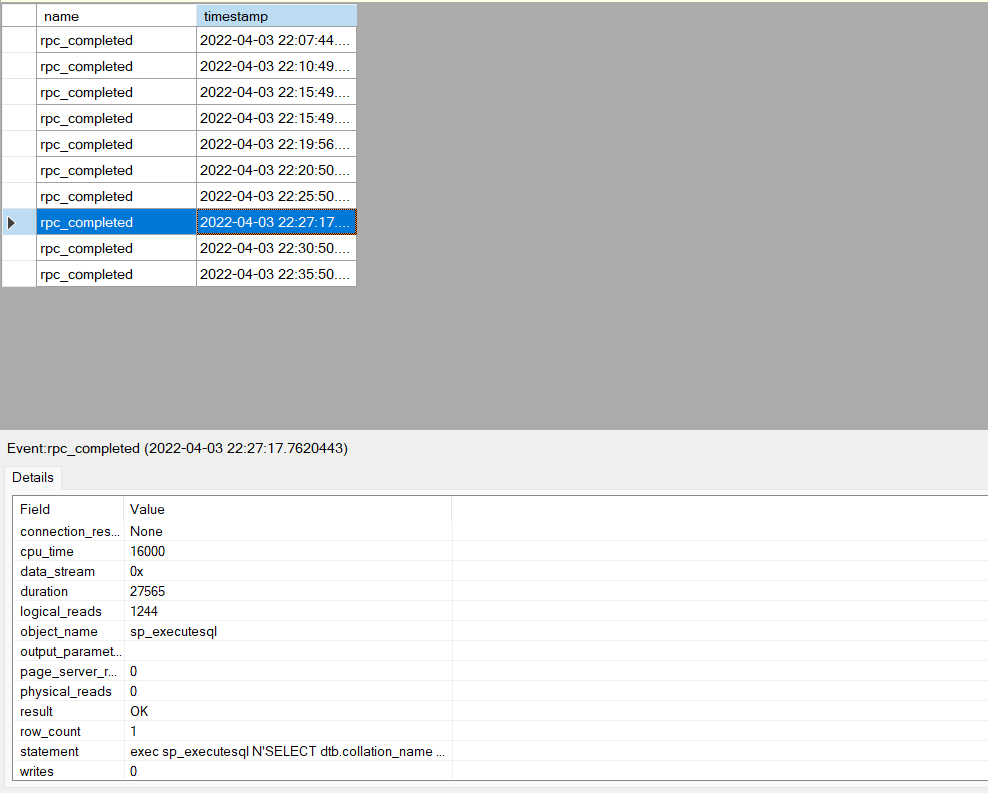 name timestamp
rpc_completed 2022-04-03 22:07:44....
rpc_completed 2022-04-03 22:10:49....
rpc_completed 2022-04-03 22:15:49....
rpc_completed 2022-04-03 22:15:49....
rpc_completed 2022-04-03 22:19:56....
rpc_completed 2022-04-03 22:20:50....
rpc_completed 2022-04-03 22:25:50....
rpc_completed 2022-04-03 22:27:17....
rpc_completed 2022-04-03 22:30:50....
rpc_completed 2022-04-03 22:35:50....
Event:rpc_completed (2022-04-03 22:27:17.7620443)
Details
Field Value
connection_res... None
cpu_time 16000
data_stream 0x
duration 27565
logical_reads 1244
object_name sp_executesql
output_paramet...
page_server_r... 0
physical_reads 0
result OK
row_count 1
statement exec sp_executesql N'SELECT dtb.collation_name ...
writes 0